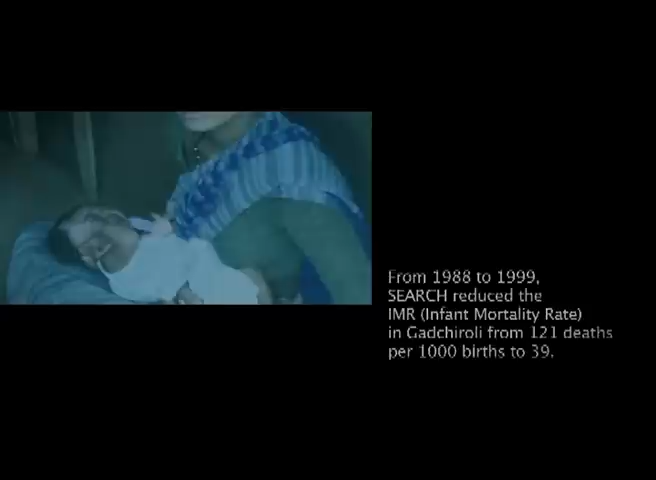 From 1988 to 1999,
SEARCH reduced the
IMR (Infant Mortality Rate)
in Gadchiroli from 121 deaths
per 1000 births to 39.